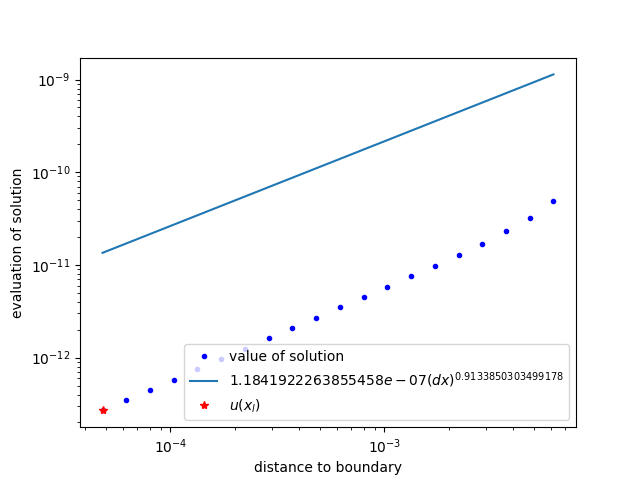 10⁻⁹
10⁻¹⁰
10⁻¹¹
10⁻¹²
evaluation of solution
value of solution
1.1841922263855458e − 07(dx)^0.9133850303499178
u(x_l)
10⁻⁴
10⁻³
distance to boundary